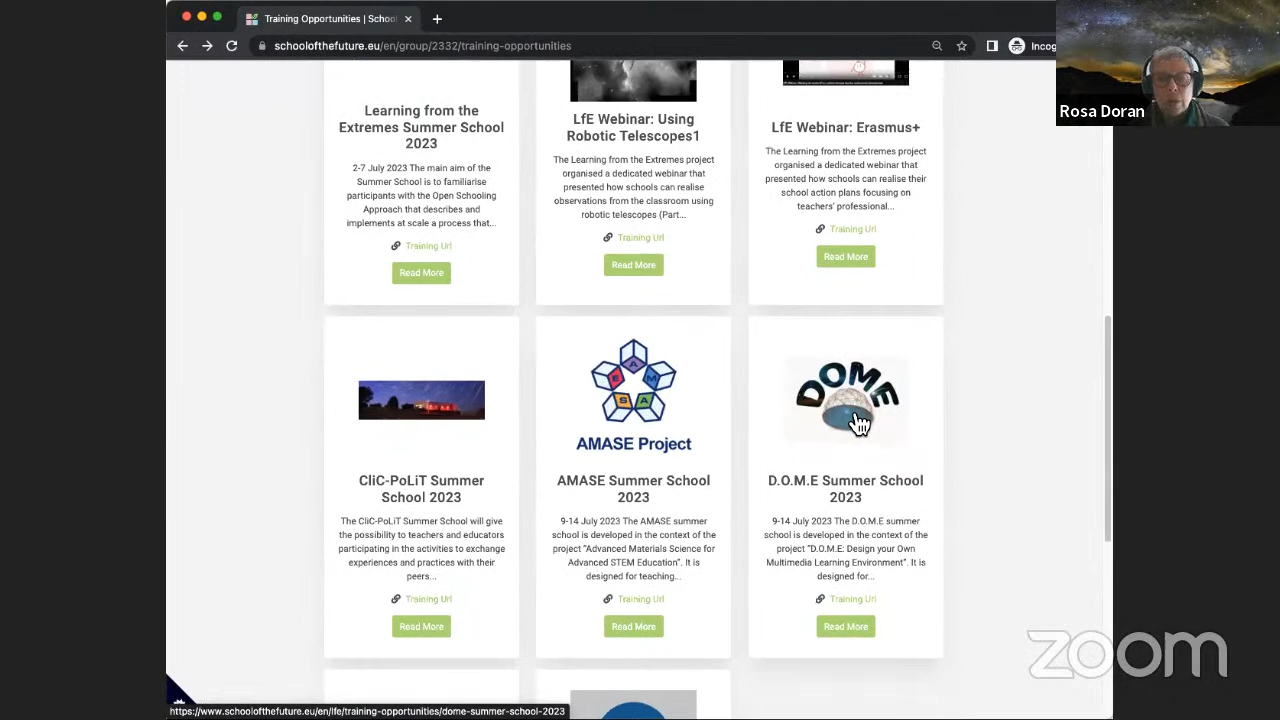 Training Opportunities | School
schoolofthefuture.eu/en/group/2332/training-opportunities
Incog
Rosa Doran
Learning from the
Extremes Summer School
2023
2-7 July 2023 The main aim of the
Summer School is to familiarise
participants with the Open Schooling
Approach that describes and
implements at scale a process that...
Training Url
Read More
LfE Webinar: Using
Robotic Telescopes1
The Learning from the Extremes project
organised a dedicated webinar that
presented how schools can realise
observations from the classroom using
robotic telescopes (Part...
Training Url
Read More
LfE Webinar: Erasmus+
The Learning from the Extremes project
organised a dedicated webinar that
presented how schools can realise their
school action plans focusing on
teachers' professional...
Training Url
Read More
CliC-PoLiT Summer
School 2023
The CliC-PoLiT Summer School will give
the possibility to teachers and educators
participating in the activities to exchange
experiences and practices with their
peers...
Training Url
Read More
A
E M
S A
AMASE Project
AMASE Summer School
2023
9-14 July 2023 The AMASE summer
school is developed in the context of the
project "Advanced Materials Science for
Advanced STEM Education". It is
designed for teaching...
Training Url
Read More
DOME
D.O.M.E Summer School
2023
9-14 July 2023 The D.O.M.E summer
school is developed in the context of the
project "D.O.M.E: Design your Own
Multimedia Learning Environment". It is
designed for...
Training Url
Read More
zoom
https://www.schoolofthefuture.eu/en/lfe/training-opportunities/dome-summer-school-2023